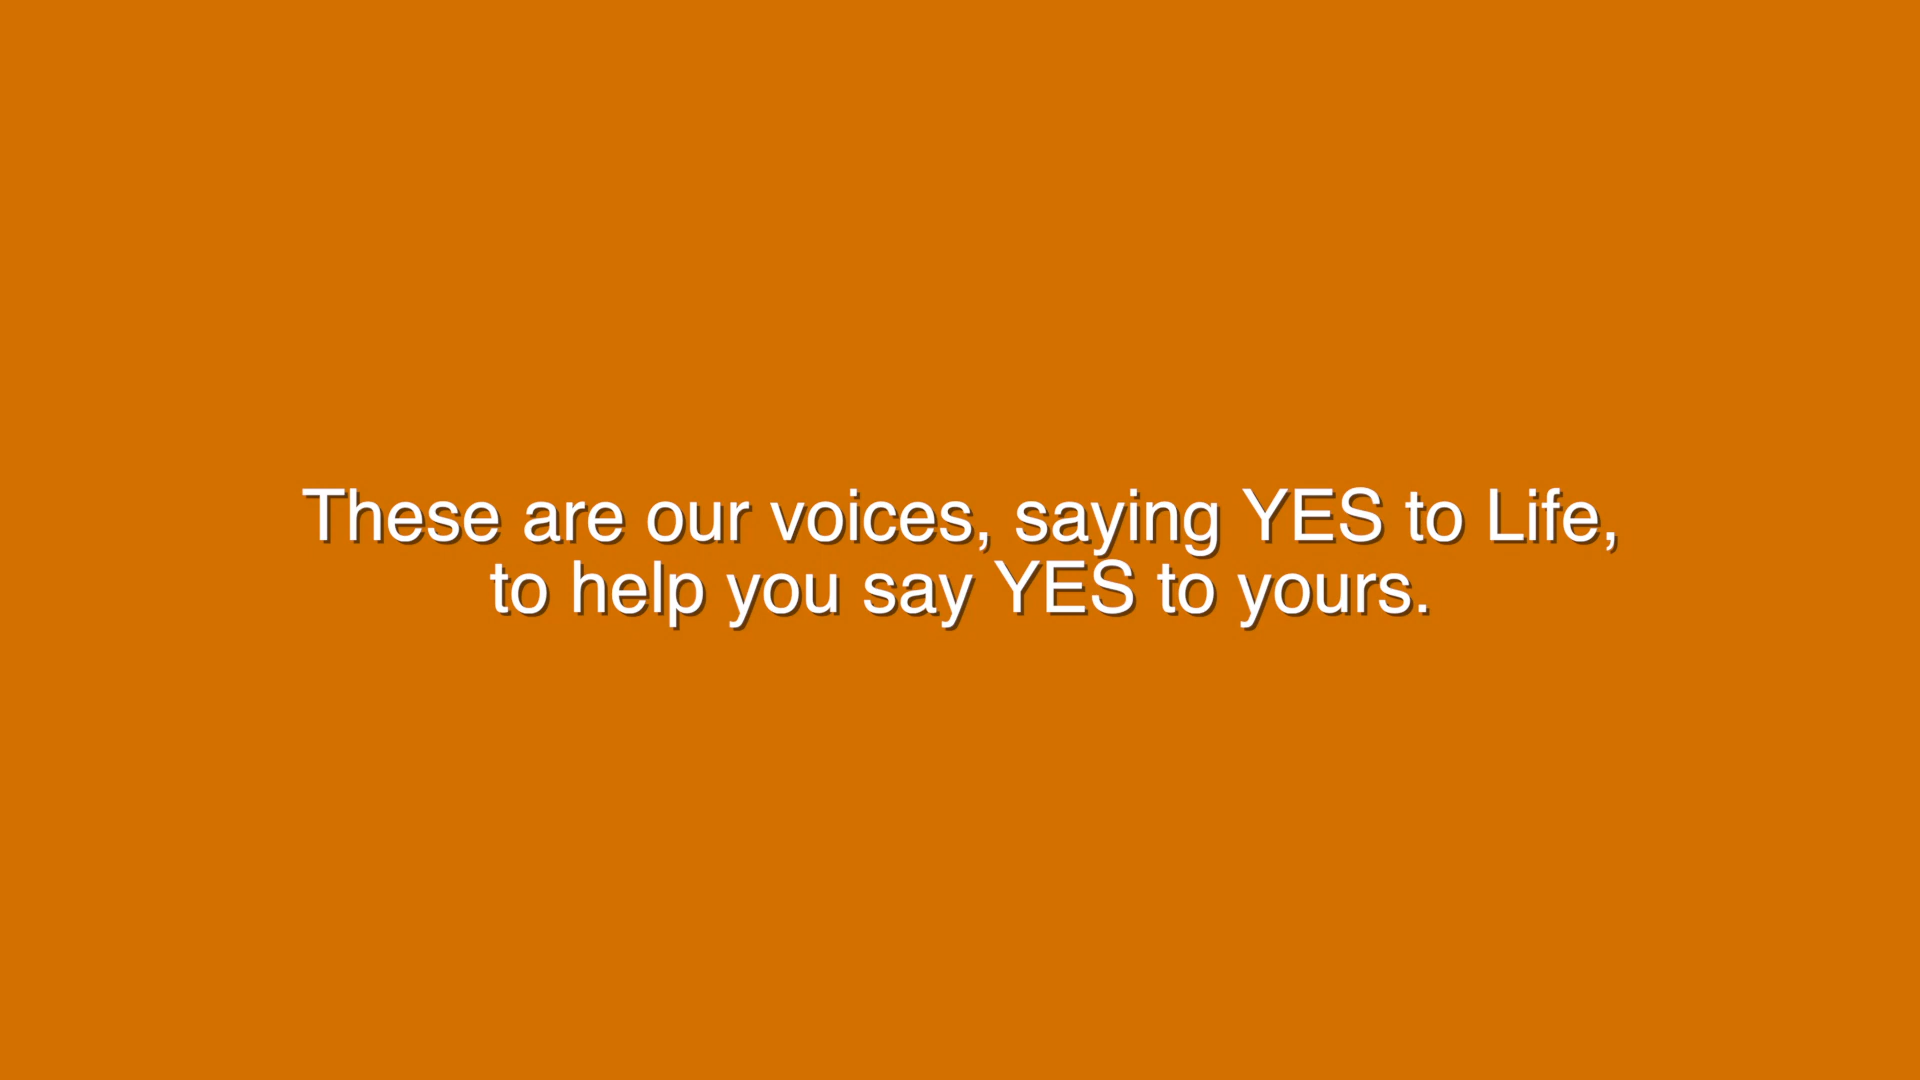 These are our voices, saying YES to Life,
to help you say YES to yours.